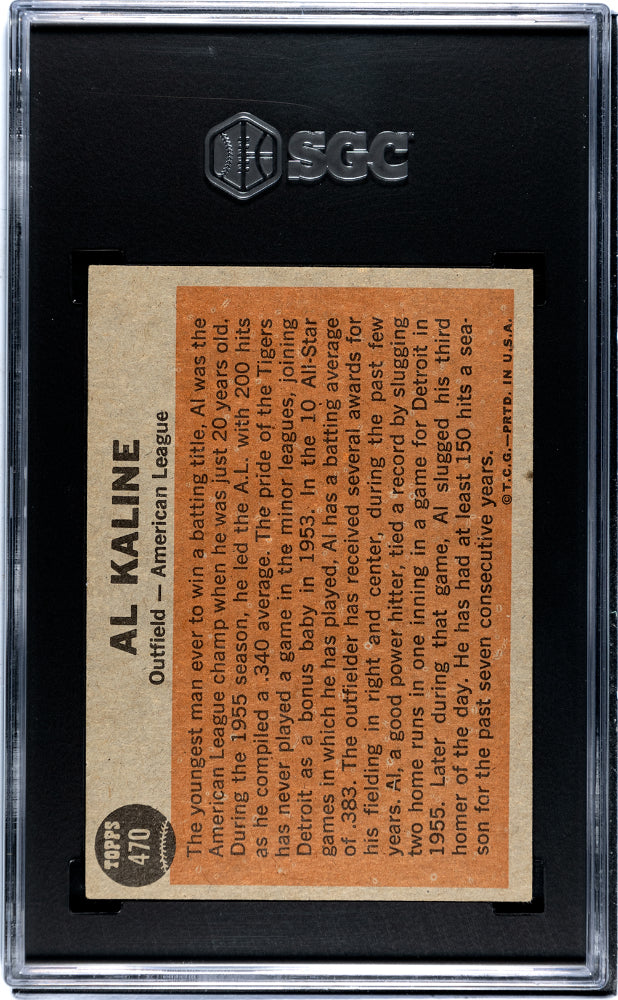 SGC
TOPPS
470
AL KALINE
Outfield — American League
The youngest man ever to win a batting title, Al was the
American League champ when he was just 20 years old.
During the 1955 season, he led the A.L. with 200 hits
as he compiled a .340 average. The pride of the Tigers
has never played a game in the minor leagues, joining
Detroit as a bonus baby in 1953. In the 10 All-Star
games in which he has played, Al has a batting average
of .383. The outfielder has received several awards for
his fielding in right and center, during the past few
years. Al, a good power hitter, tied a record by slugging
two home runs in one inning in a game for Detroit in
1955. Later during that game, Al slugged his third
homer of the day. He has had at least 150 hits a sea-
son for the past seven consecutive years.
©T.C.G.—PRTD. IN U.S.A.